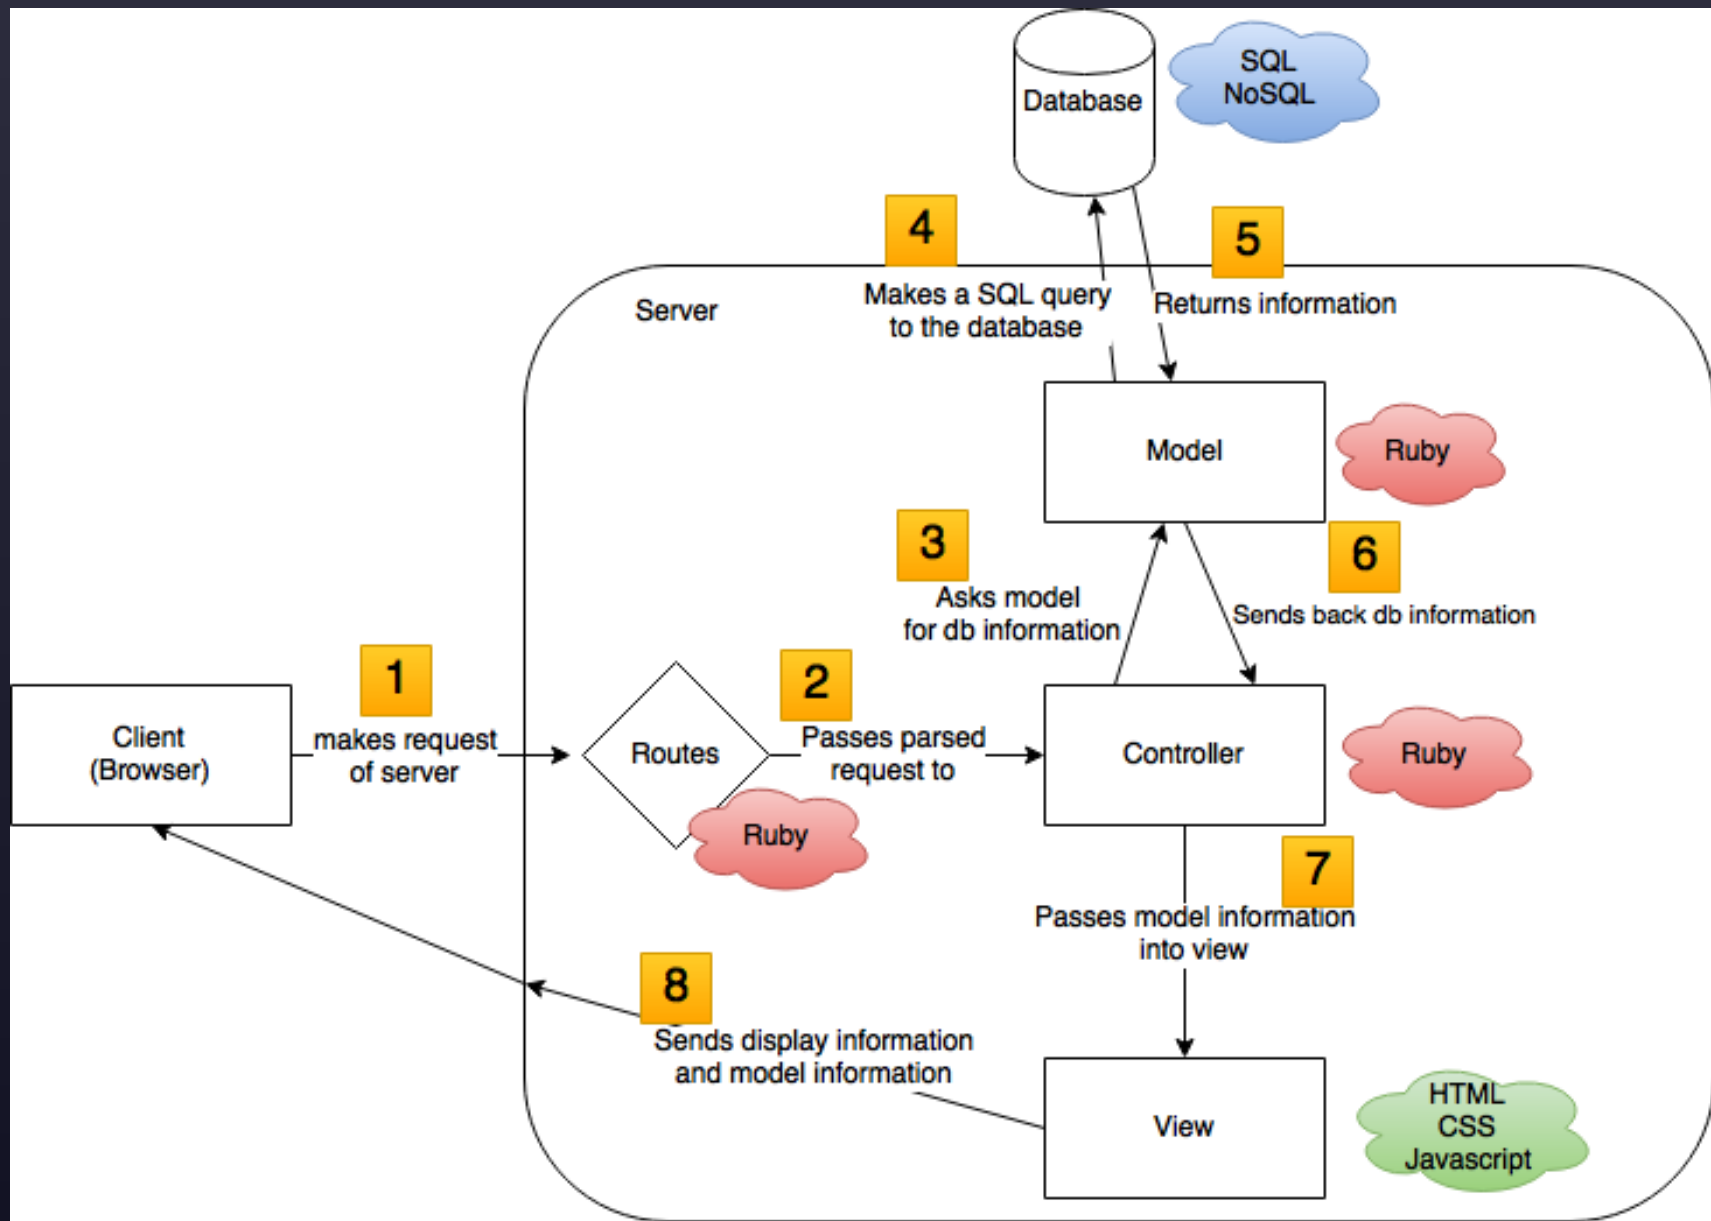 Database
SQL
NoSQL
4
5
Makes a SQL query
to the database
Returns information
Server
Model
Ruby
3
6
Asks model
for db information
Sends back db information
1
2
Client
(Browser)
makes request
of server
Routes
Passes parsed
request to
Controller
Ruby
Ruby
7
Passes model information
into view
8
Sends display information
and model information
View
HTML
CSS
Javascript